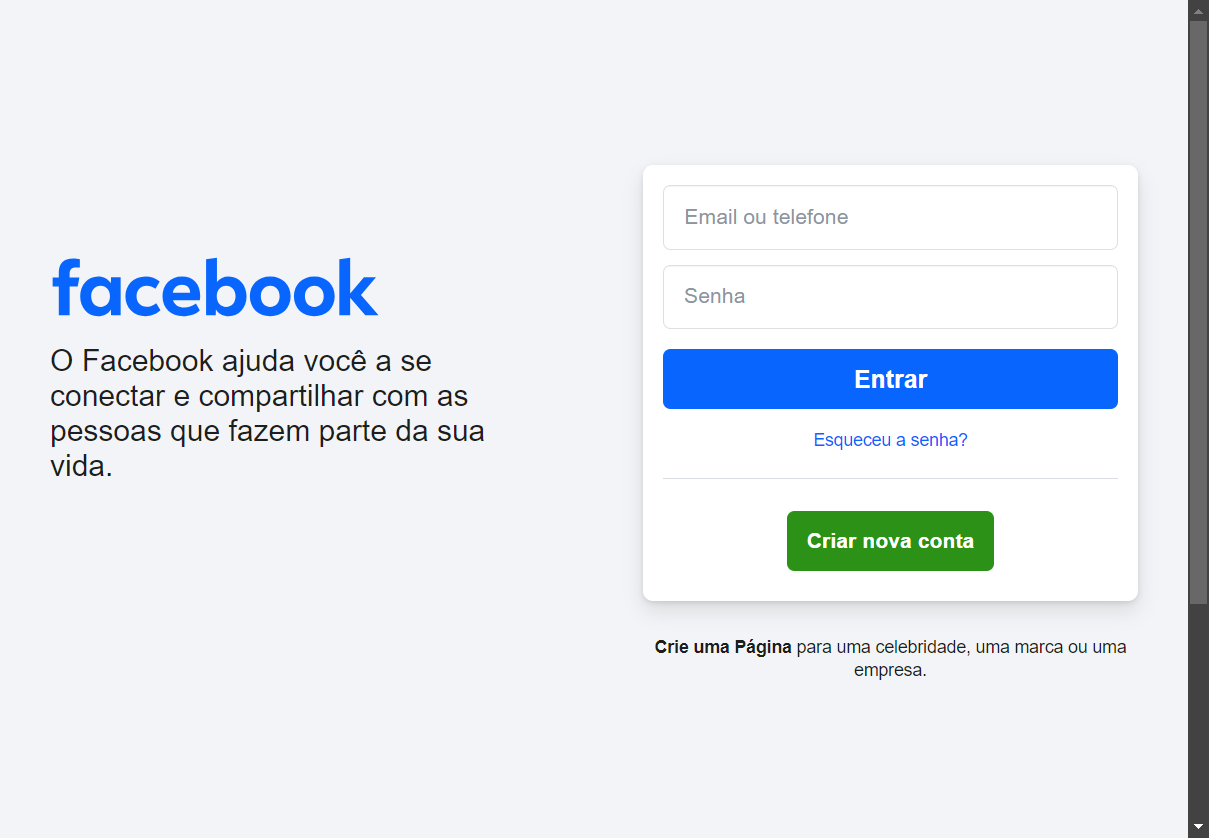 facebook
O Facebook ajuda você a se
conectar e compartilhar com as
pessoas que fazem parte da sua
vida.
Email ou telefone
Senha
Entrar
Esqueceu a senha?
Criar nova conta
Crie uma Página para uma celebridade, uma marca ou uma
empresa.